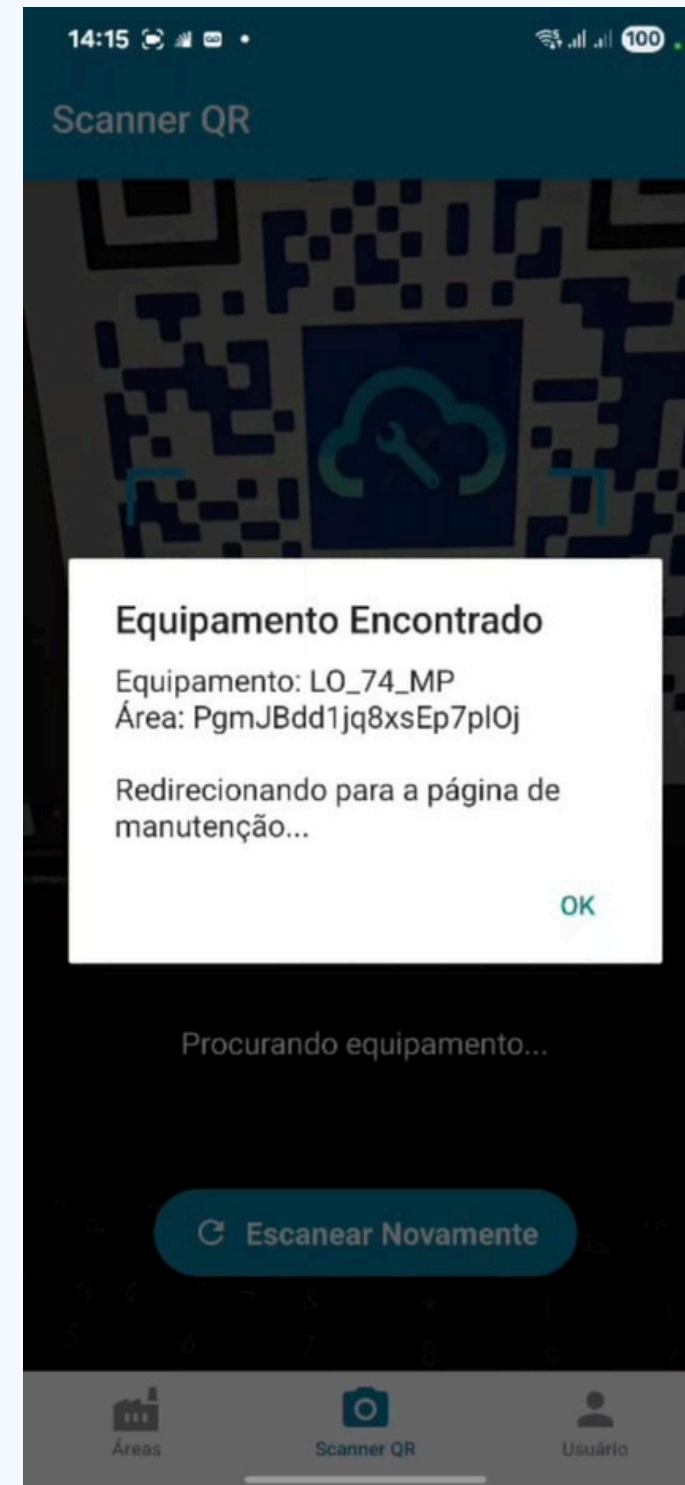 14:15
100
Scanner QR
Equipamento Encontrado
Equipamento: LO_74_MP
Área: PgmJBdd1jq8xsEp7plOj
Redirecionando para a página de
manutenção...
OK
Procurando equipamento...
Escanear Novamente
Áreas
Scanner QR
Usuário